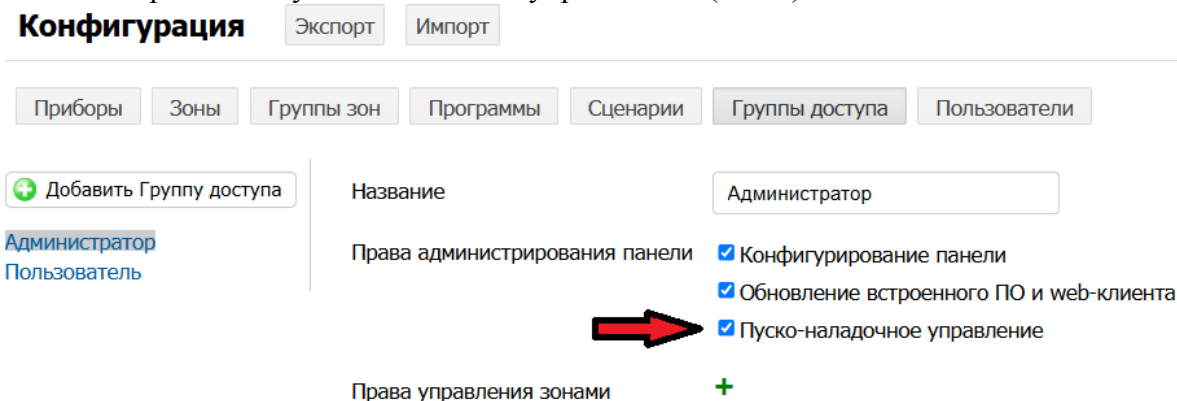 Конфигурация Экспорт Импорт
Приборы Зоны Группы зон Программы Сценарии Группы доступа Пользователи
Добавить Группу доступа Название Администратор
Администратор Права администрирования панели Конфигурирование панели
Пользователь
Обновление встроенного ПО и web-клиента
Пуско-наладочное управление
Права управления зонами +